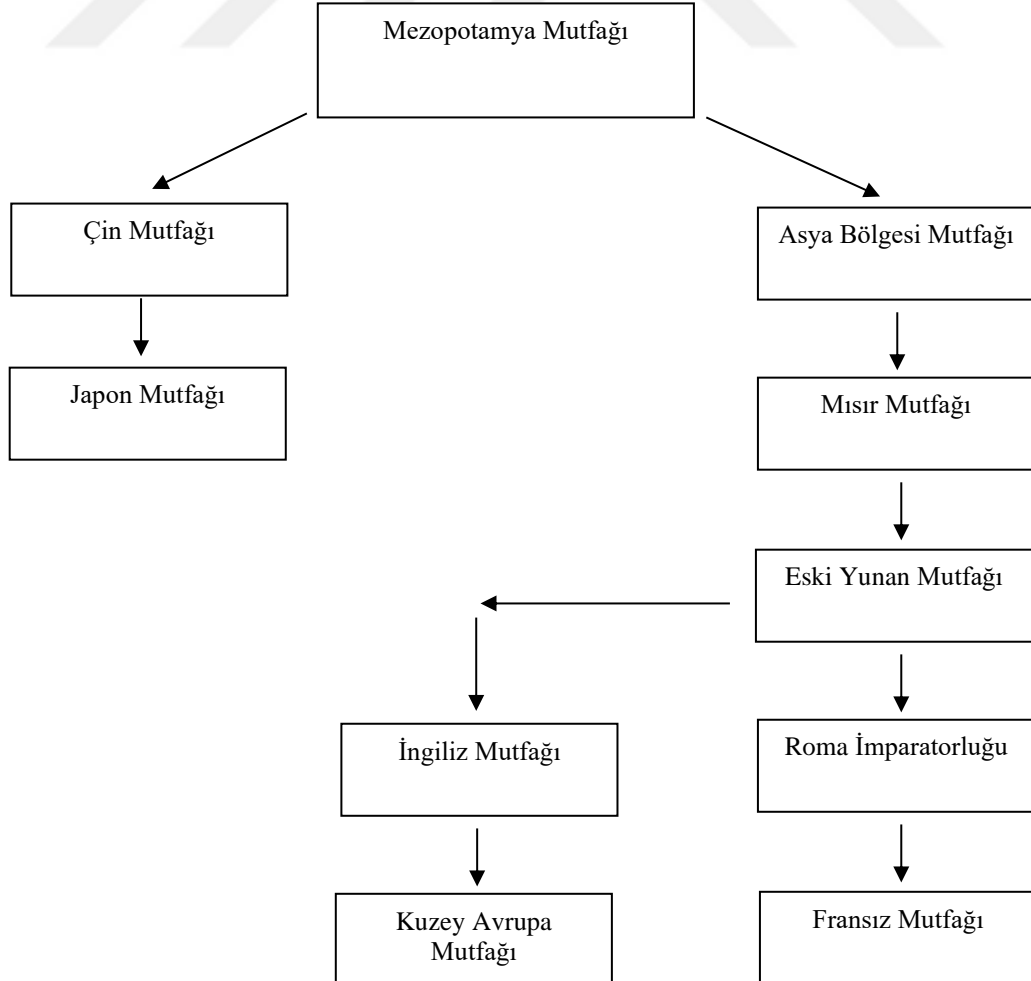 Mezopotamya Mutfağı
Çin Mutfağı
Asya Bölgesi Mutfağı
Japon Mutfağı
Mısır Mutfağı
Eski Yunan Mutfağı
İngiliz Mutfağı
Roma İmparatorluğu
Kuzey Avrupa
Mutfağı
Fransız Mutfağı